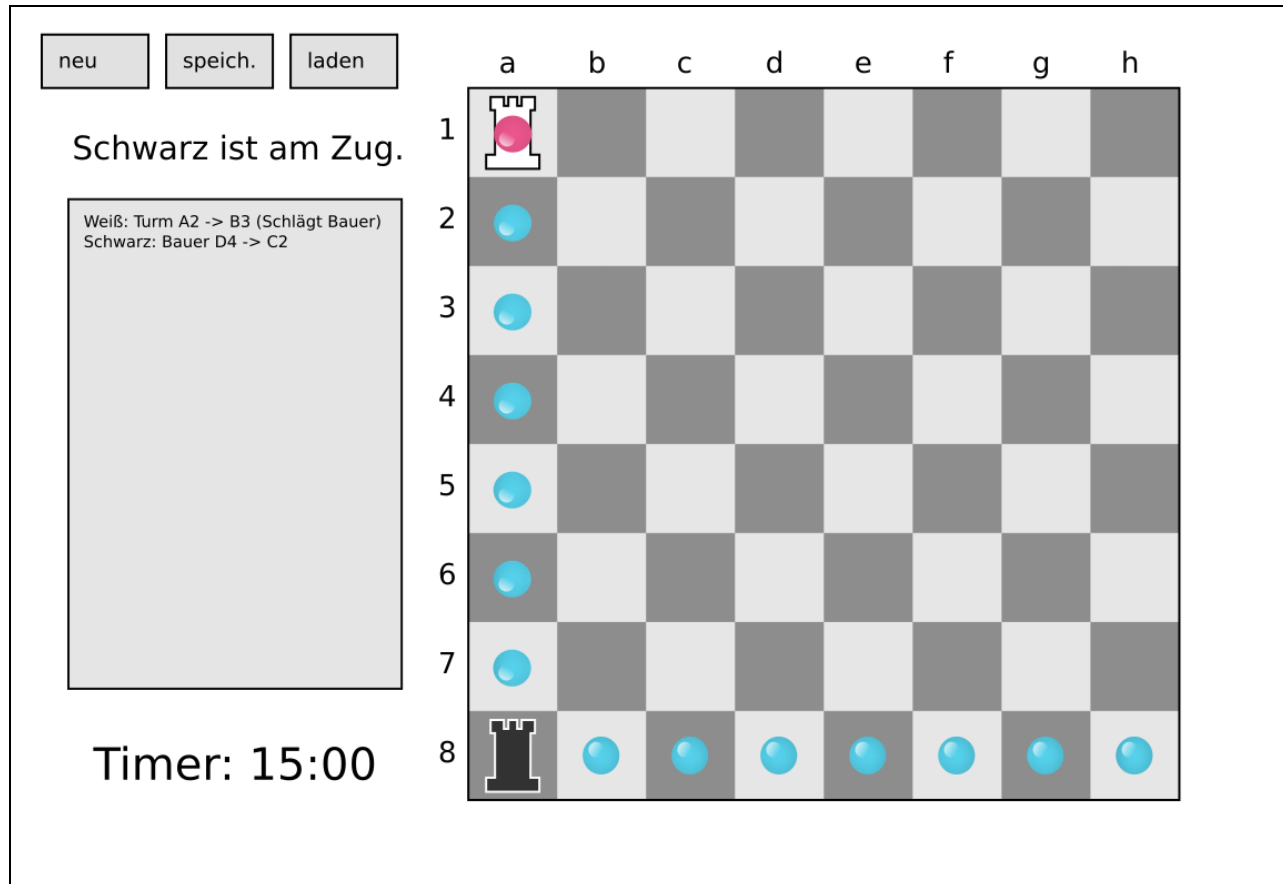 neu
speich.
laden
Schwarz ist am Zug.
Weiß: Turm A2 -> B3 (Schlägt Bauer)
Schwarz: Bauer D4 -> C2
Timer: 15:00
a b c d e f g h
1
2
3
4
5
6
7
8